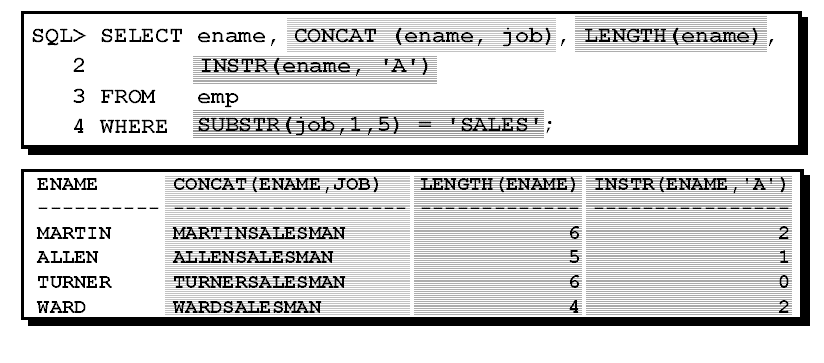 SQL> SELECT ename, CONCAT (ename, job), LENGTH(ename),
2 INSTR(ename, 'A')
3 FROM emp
4 WHERE SUBSTR(job,1,5) = 'SALES';
ENAME CONCAT(ENAME,JOB) LENGTH(ENAME) INSTR(ENAME,'A')
---------- ------------------- ------------- ----------------
MARTIN MARTINSALESMAN 6 2
ALLEN ALLENSALESMAN 5 1
TURNER TURNERSALESMAN 6 0
WARD WARDSALESMAN 4 2